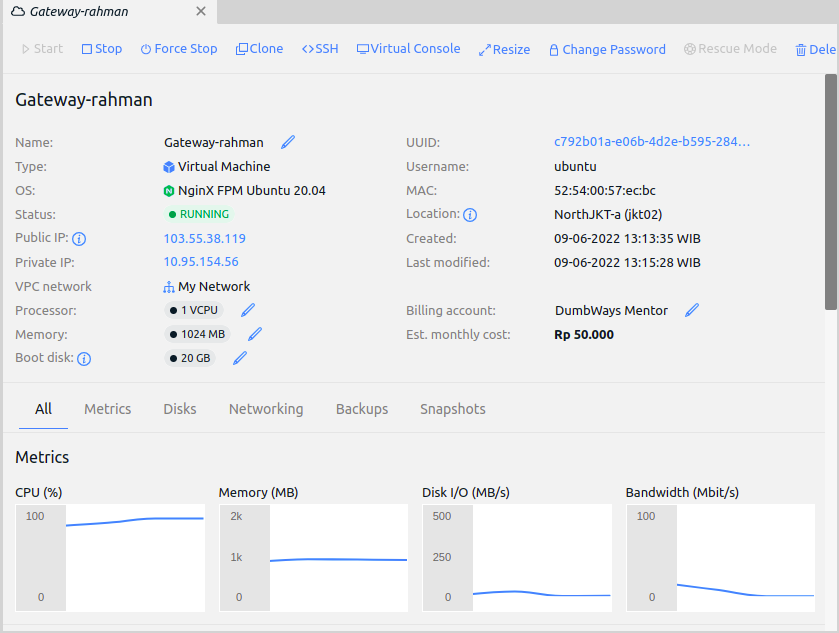 Gateway-rahman
Start Stop Force Stop Clone SSH Virtual Console Resize Change Password Rescue Mode Dele
Gateway-rahman
Name: Gateway-rahman UUID: c792b01a-e06b-4d2e-b595-284...
Type: Virtual Machine Username: ubuntu
OS: NginX FPM Ubuntu 20.04 MAC: 52:54:00:57:ec:bc
Status: RUNNING Location: NorthJKT-a (jkt02)
Public IP: 103.55.38.119 Created: 09-06-2022 13:13:35 WIB
Private IP: 10.95.154.56 Last modified: 09-06-2022 13:15:28 WIB
VPC network My Network
Processor: 1 VCPU Billing account: DumbWays Mentor
Memory: 1024 MB Est. monthly cost: Rp 50.000
Boot disk: 20 GB
All Metrics Disks Networking Backups Snapshots
Metrics
CPU (%) Memory (MB) Disk I/O (MB/s) Bandwidth (Mbit/s)
100 2k 500 100
1k 250
0 0 0 0